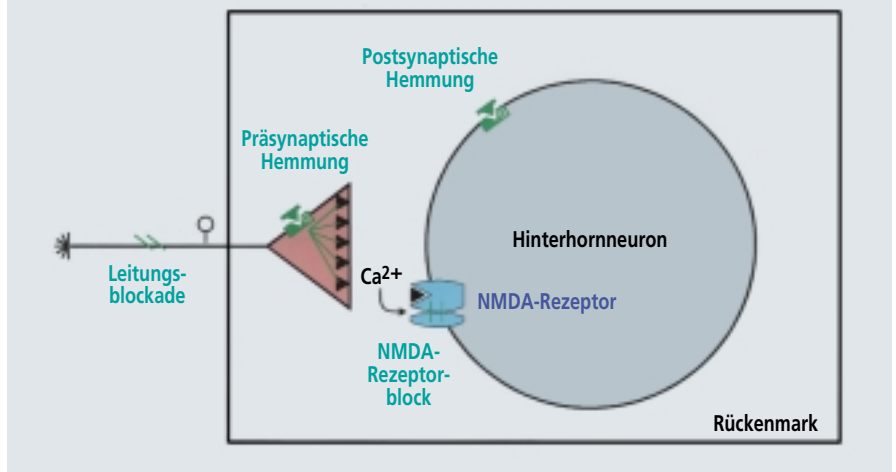 Postsynaptische
Hemmung
Präsynaptische
Hemmung
Hinterhornneuron
Leitungs-
blockade
Ca2+
NMDA-Rezeptor
NMDA-
Rezeptor-
block
Rückenmark